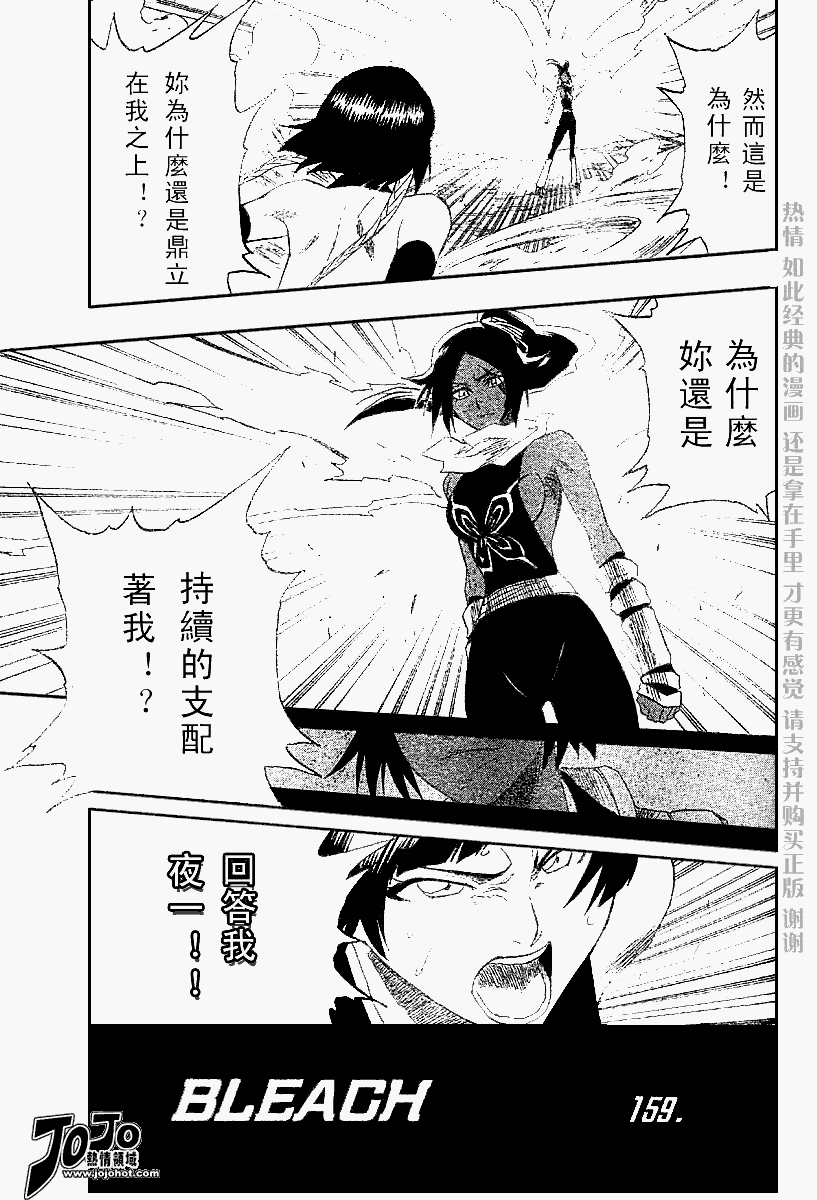 然而這是
為什麼！
妳為什麼還是鼎立
在我之上！？
為什麼
妳還是
持續的支配
著我！？
回答我
夜一！！
BLEACH
159.
JOJO
熱情領域
www.jojohot.com
热情 如此经典的漫画 还是拿在手里 才更有感觉 请支持并购买正版 谢谢